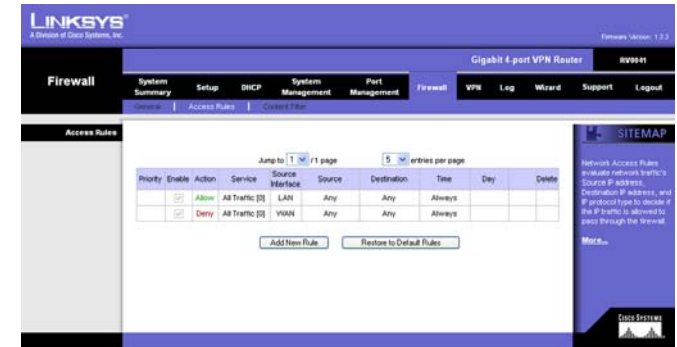 LINKSYS®
A Division of Cisco Systems, Inc.
Firmware Version: 1.3.3
Gigabit 4-port VPN Router
RV0041
Firewall
System Summary
Setup
DHCP
System Management
Port Management
Firewall
VPN
Log
Wizard
Support
Logout
General | Access Rules | Content Filter
Access Rules
SITEMAP
Jump to 1 /1 page
5 entries per page
Priority Enable Action Service Source Interface Source Destination Time Day Delete
Allow All Traffic [0] LAN Any Any Always
Deny All Traffic [0] WAN Any Any Always
Add New Rule
Restore to Default Rules
Network Access Rules
evaluate network traffic's
Source IP address,
Destination IP address, and
IP protocol type to decide if
the IP traffic is allowed to
pass through the firewall.
More...
CISCO SYSTEMS